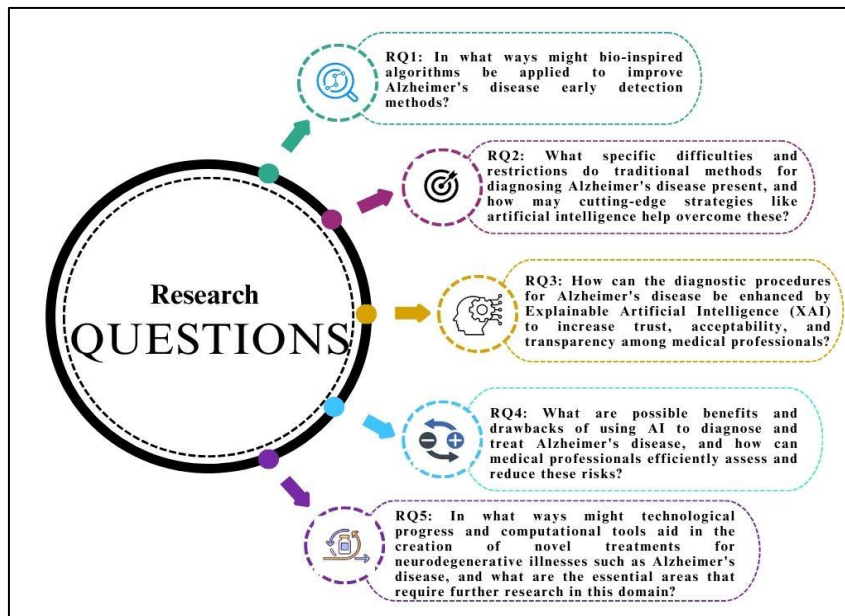 Research
QUESTIONS
RQ1: In what ways might bio-inspired
algorithms be applied to improve
Alzheimer's disease early detection
methods?
RQ2: What specific difficulties and
restrictions do traditional methods for
diagnosing Alzheimer's disease present, and
how may cutting-edge strategies like
artificial intelligence help overcome these?
RQ3: How can the diagnostic procedures
for Alzheimer's disease be enhanced by
Explainable Artificial Intelligence (XAI)
to increase trust, acceptability, and
transparency among medical professionals?
RQ4: What are possible benefits and
drawbacks of using AI to diagnose and
treat Alzheimer's disease, and how can
medical professionals efficiently assess and
reduce these risks?
RQ5: In what ways might technological
progress and computational tools aid in the
creation of novel treatments for
neurodegenerative illnesses such as Alzheimer's
disease, and what are the essential areas that
require further research in this domain?